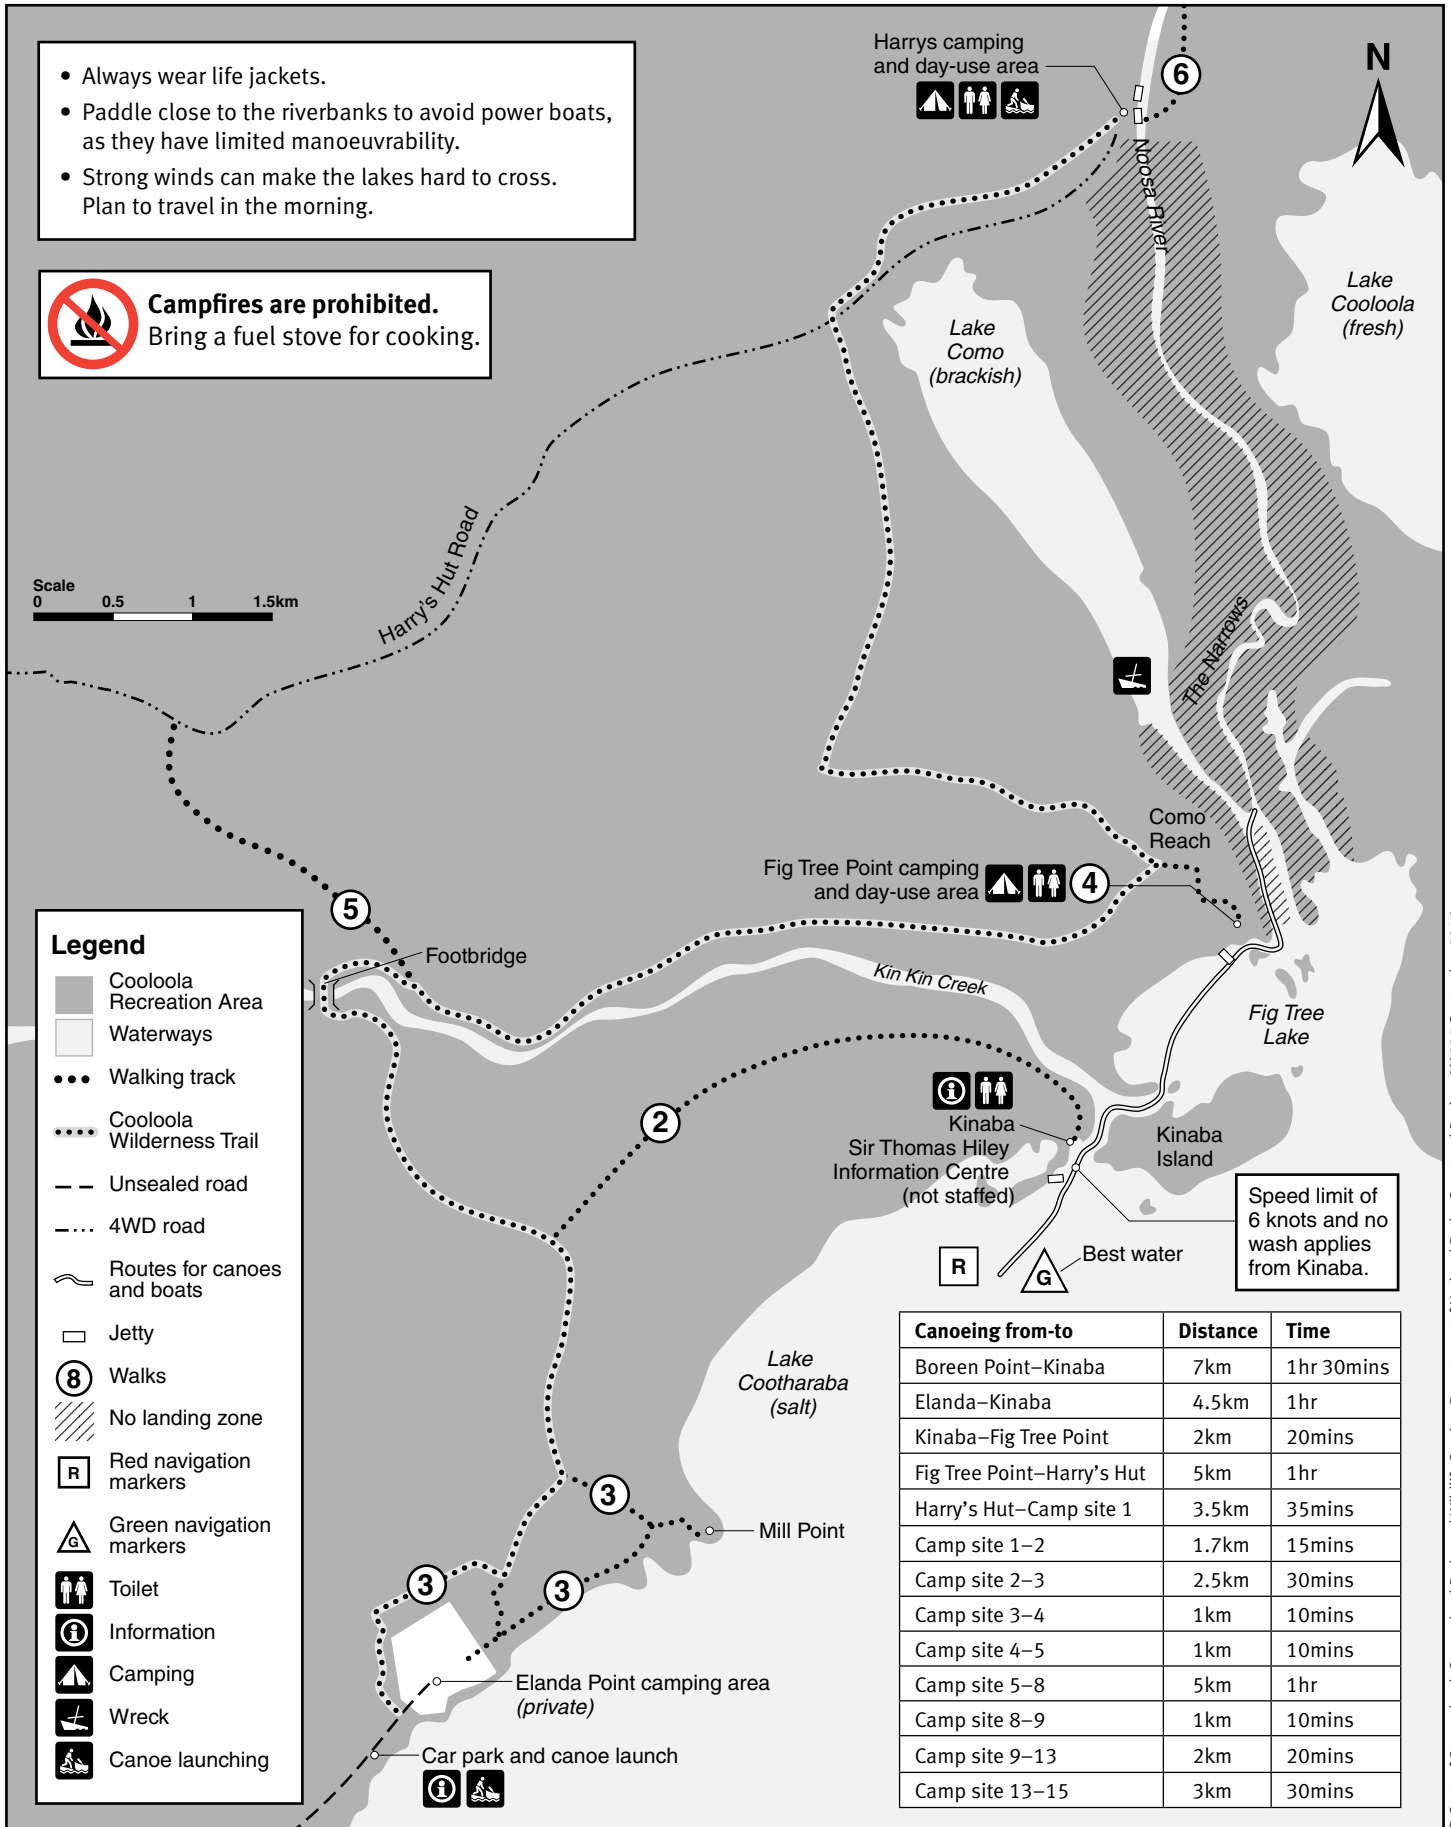 • Always wear life jackets.
• Paddle close to the riverbanks to avoid power boats,
as they have limited manoeuvrability.
• Strong winds can make the lakes hard to cross.
Plan to travel in the morning.
Campfires are prohibited.
Bring a fuel stove for cooking.
Harrys camping
and day-use area
6
N
Noosa River
Lake
Cooloola
(fresh)
Lake
Como
(brackish)
Scale
0 0.5 1 1.5km
Harry's Hut Road
The Narrows
Como
Reach
Fig Tree Point camping
and day-use area
4
5
Footbridge
Kin Kin Creek
Fig Tree
Lake
2
Kinaba
Sir Thomas Hiley
Information Centre
(not staffed)
Kinaba
Island
Speed limit of
6 knots and no
wash applies
from Kinaba.
R
G
Best water
Lake
Cootharaba
(salt)
3
Mill Point
3
3
Elanda Point camping area
(private)
Car park and canoe launch
Legend
Cooloola
Recreation Area
Waterways
Walking track
Cooloola
Wilderness Trail
Unsealed road
4WD road
Routes for canoes
and boats
Jetty
8 Walks
No landing zone
R Red navigation
markers
G Green navigation
markers
Toilet
Information
Camping
Wreck
Canoe launching
Canoeing from-to Distance Time
Boreen Point–Kinaba 7km 1hr 30mins
Elanda–Kinaba 4.5km 1hr
Kinaba–Fig Tree Point 2km 20mins
Fig Tree Point–Harry's Hut 5km 1hr
Harry's Hut–Camp site 1 3.5km 35mins
Camp site 1–2 1.7km 15mins
Camp site 2–3 2.5km 30mins
Camp site 3–4 1km 10mins
Camp site 4–5 1km 10mins
Camp site 5–8 5km 1hr
Camp site 8–9 1km 10mins
Camp site 9–13 2km 20mins
Camp site 13–15 3km 30mins